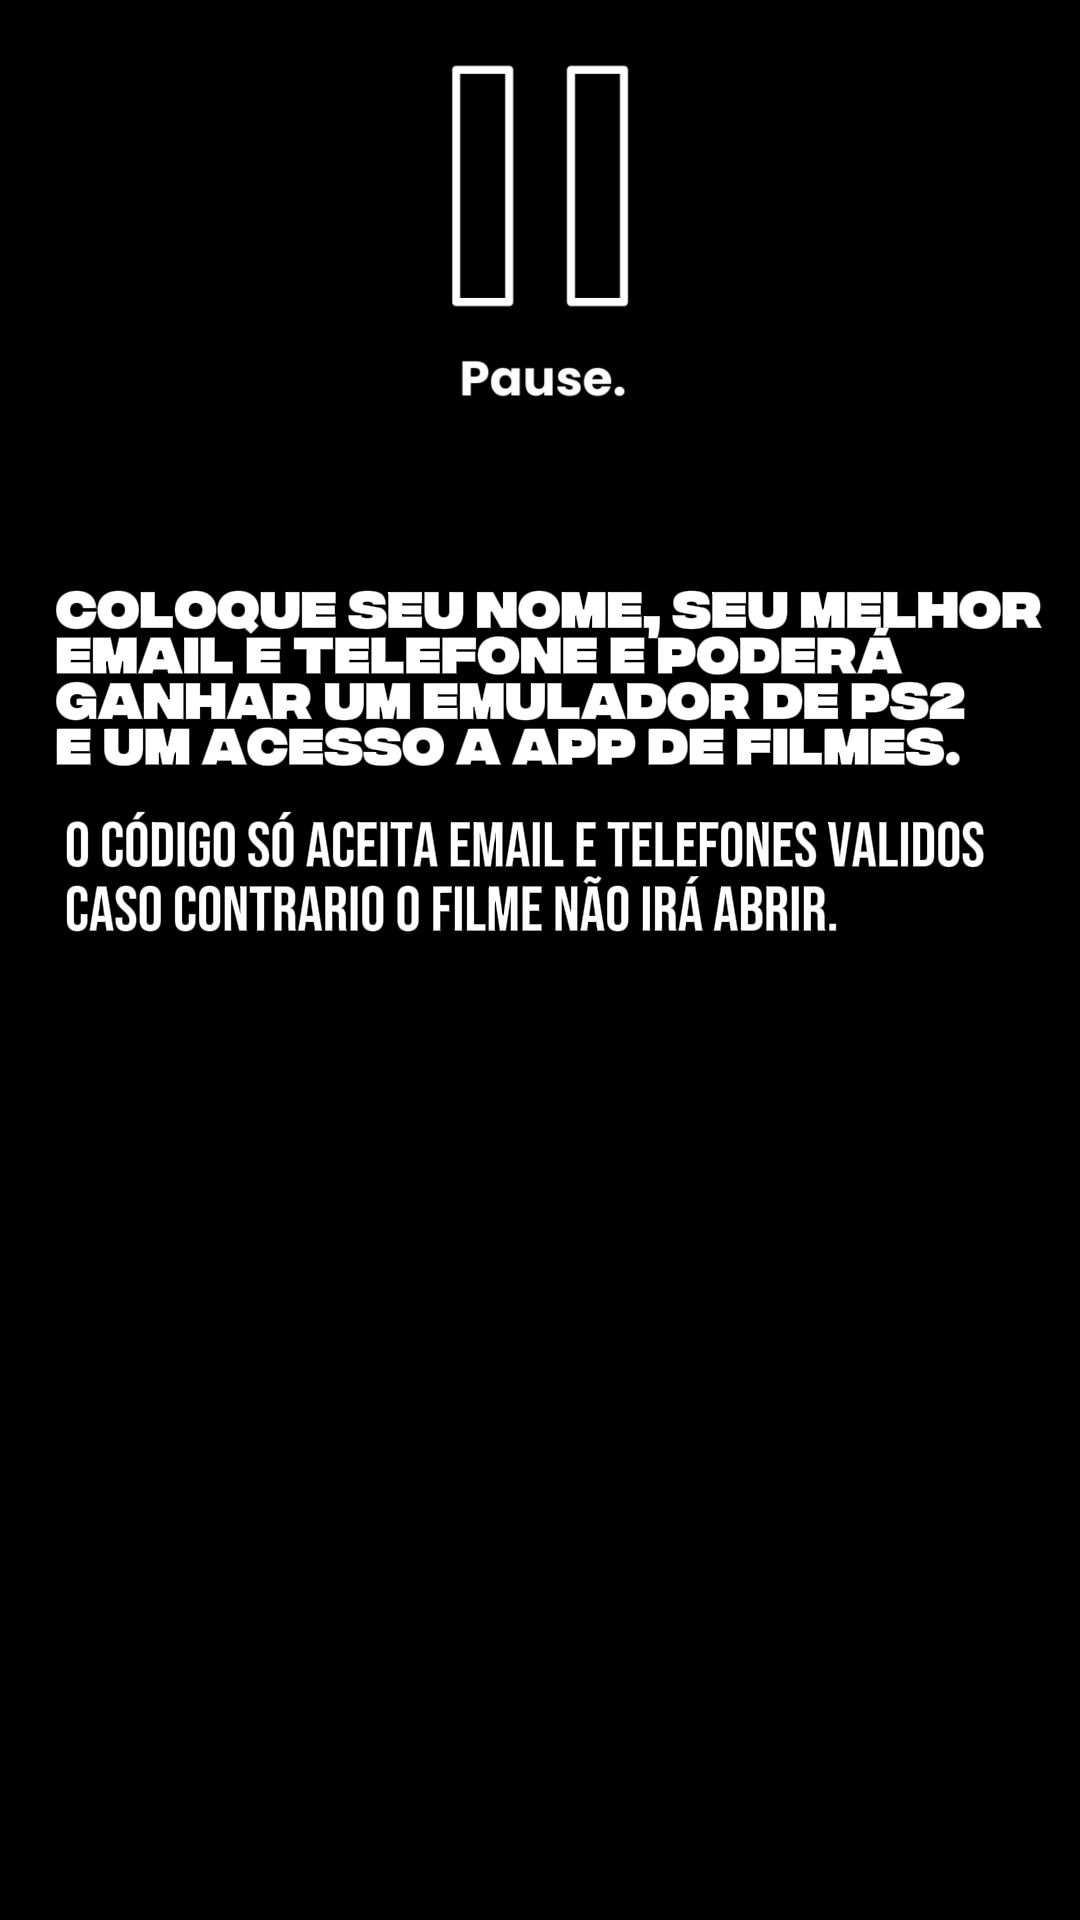 Pause.
COLOQUE SEU NOME, SEU MELHOR
EMAIL E TELEFONE E PODERÁ
GANHAR UM EMULADOR DE PS2
E UM ACESSO A APP DE FILMES.
O CÓDIGO SÓ ACEITA EMAIL E TELEFONES VALIDOS
CASO CONTRARIO O FILME NÃO IRÁ ABRIR.